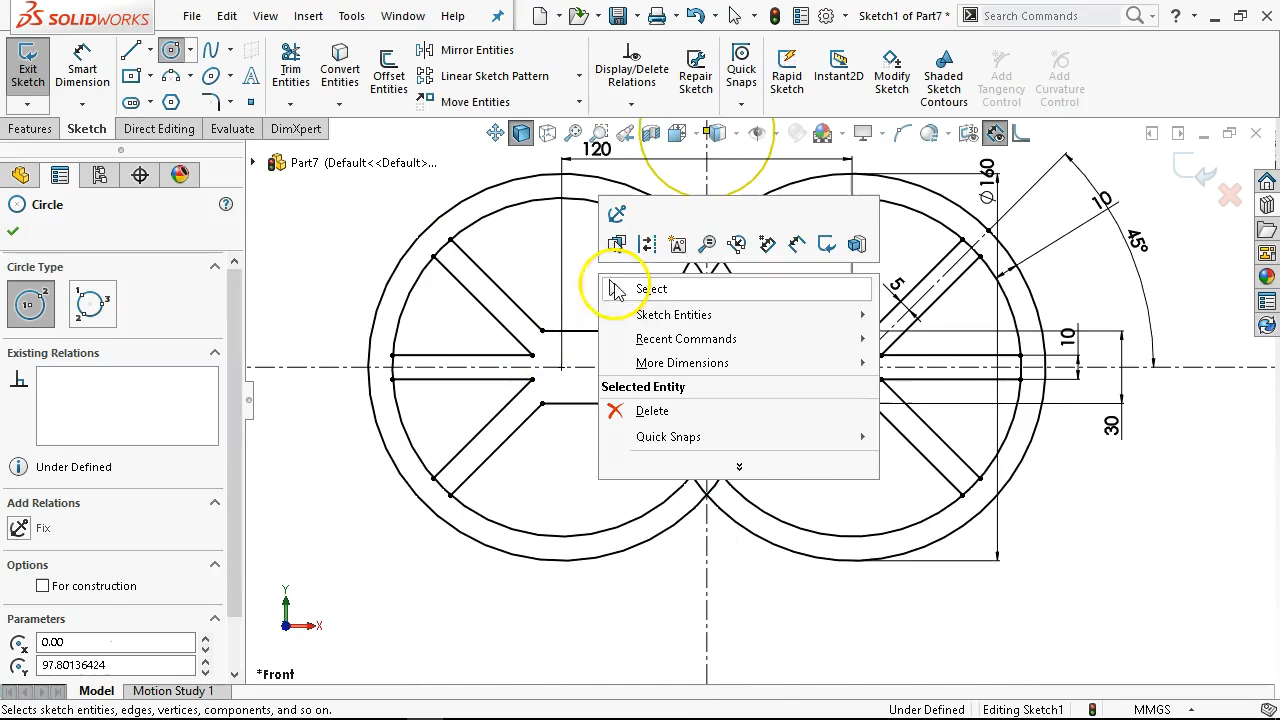 SOLIDWORKS File Edit View Insert Tools Window Help Sketch1 of Part7 * Search Commands
Exit Sketch
Smart Dimension
Trim Entities
Convert Entities
Offset Entities
Mirror Entities
Linear Sketch Pattern
Move Entities
Display/Delete Relations
Repair Sketch
Quick Snaps
Rapid Sketch
Instant2D
Modify Sketch
Shaded Sketch Contours
Add Tangency Control
Add Curvature Control
Features Sketch Direct Editing Evaluate DimXpert
Part7 (Default<<Default>...
Circle
Circle Type
Existing Relations
Under Defined
Add Relations
Fix
Options
For construction
Parameters
0.00
97.80136424
120
Ø160
10
45°
5
10
30
Select
Sketch Entities
Recent Commands
More Dimensions
Selected Entity
Delete
Quick Snaps
Y
X
*Front
Model Motion Study 1
Selects sketch entities, edges, vertices, components, and so on. Under Defined Editing Sketch1 MMGS